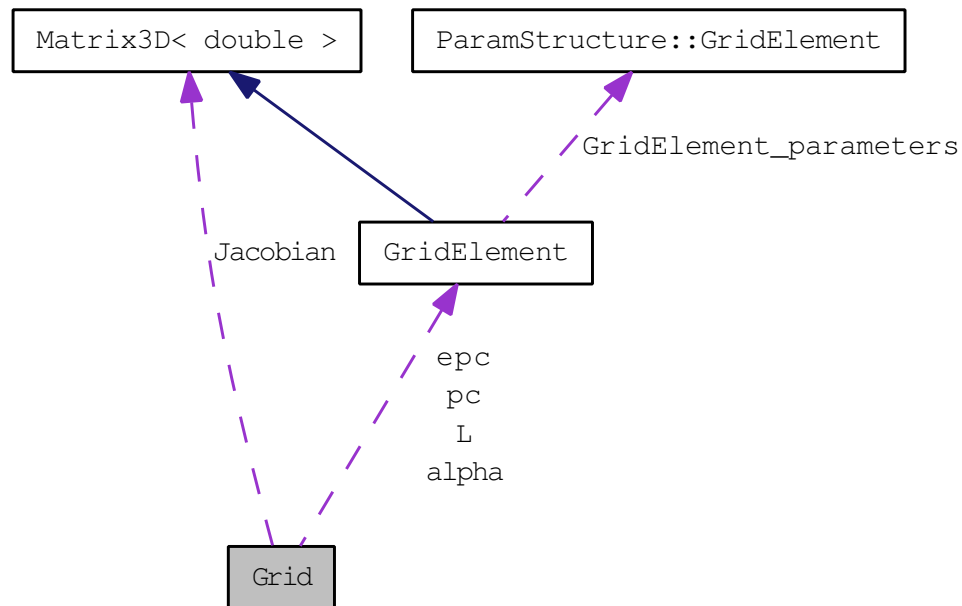 Matrix3D< double >
ParamStructure::GridElement
GridElement_parameters
Jacobian
GridElement
epc
pc
L
alpha
Grid